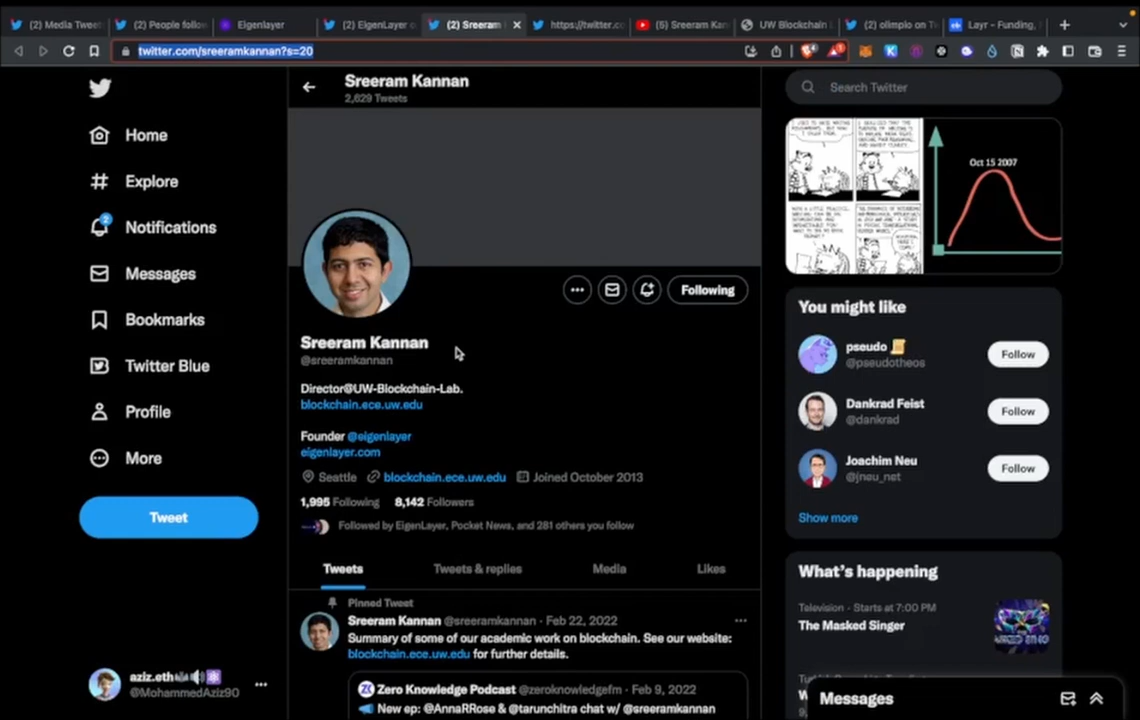 (2) Media Tweet
(2) People follow
Eigenlayer
(2) EigenLayer o
(2) Sreeram
https://twitter.co
(5) Sreeram Kan
UW Blockchain L
(2) olimpio on Tw
Layr - Funding,
twitter.com/sreeramkannan?s=20
Sreeram Kannan
2,629 Tweets
Search Twitter
Home
Explore
2
Notifications
Messages
Bookmarks
Twitter Blue
Profile
More
Tweet
aziz.eth
@MohammedAziz90
Following
Sreeram Kannan
@sreeramkannan
Director@UW-Blockchain-Lab.
blockchain.ece.uw.edu
Founder @eigenlayer
eigenlayer.com
Seattle blockchain.ece.uw.edu Joined October 2013
1,995 Following 8,142 Followers
Followed by EigenLayer, Pocket News, and 281 others you follow
Tweets
Tweets & replies
Media
Likes
Pinned Tweet
Sreeram Kannan @sreeramkannan · Feb 22, 2022
Summary of some of our academic work on blockchain. See our website:
blockchain.ece.uw.edu for further details.
Zero Knowledge Podcast @zeroknowledgefm · Feb 9, 2022
New ep: @AnnaRRose & @tarunchitra chat w/ @sreeramkannan
Oct 15 2007
You might like
pseudo
@pseudotheos
Follow
Dankrad Feist
@dankrad
Follow
Joachim Neu
@jneu_net
Follow
Show more
What's happening
Television · Starts at 7:00 PM
The Masked Singer
Messages